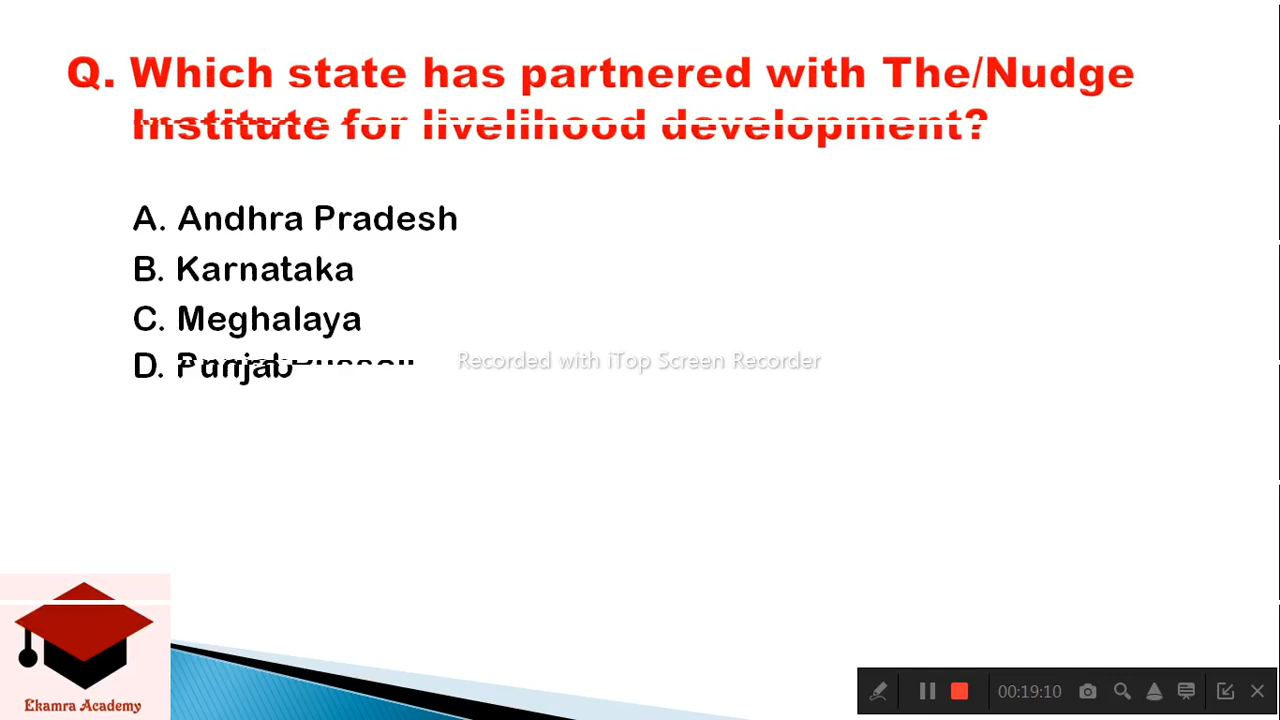 Q. Which state has partnered with The/Nudge
Institute for livelihood development?
A. Andhra Pradesh
B. Karnataka
C. Meghalaya
D. Punjab
Recorded with iTop Screen Recorder
Ekamra Academy
00:19:10